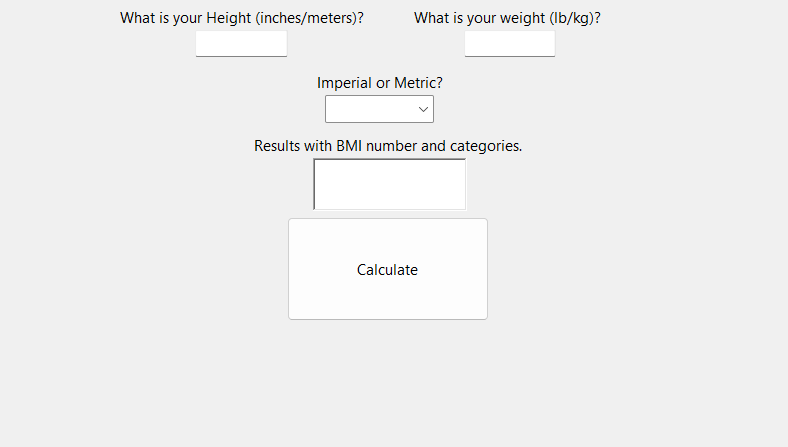 What is your Height (inches/meters)?
What is your weight (lb/kg)?
Imperial or Metric?
Results with BMI number and categories.
Calculate